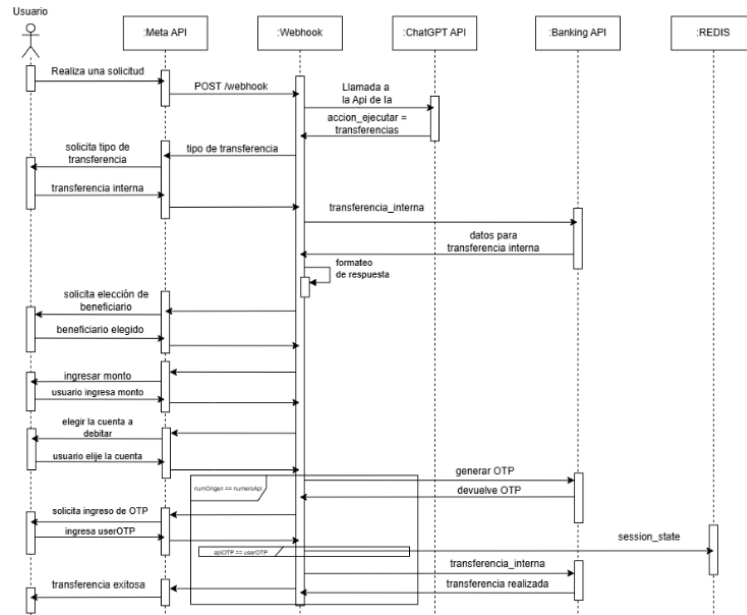 Usuario
:Meta API
:Webhook
:ChatGPT API
:Banking API
:REDIS
Realiza una solicitud
POST /webhook
Llamada a
la Api de la
accion_ejecutar =
transferencias
solicita tipo de
transferencia
tipo de transferencia
transferencia interna
transferencia_interna
datos para
transferencia interna
formateo
de respuesta
solicita elección de
beneficiario
beneficiario elegido
ingresar monto
usuario ingresa monto
elegir la cuenta a
debitar
usuario elije la cuenta
generar OTP
numOrigen == numeroApi
devuelve OTP
solicita ingreso de OTP
ingresa userOTP
session_state
apiOTP == userOTP
transferencia_interna
transferencia exitosa
transferencia realizada